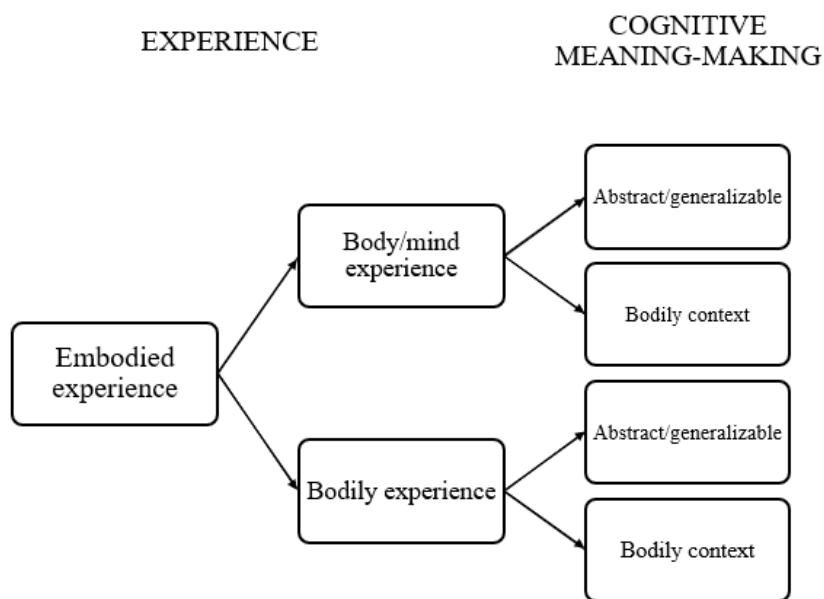 EXPERIENCE
COGNITIVE
MEANING-MAKING
Abstract/generalizable
Body/mind
experience
Bodily context
Embodied
experience
Abstract/generalizable
Bodily experience
Bodily context